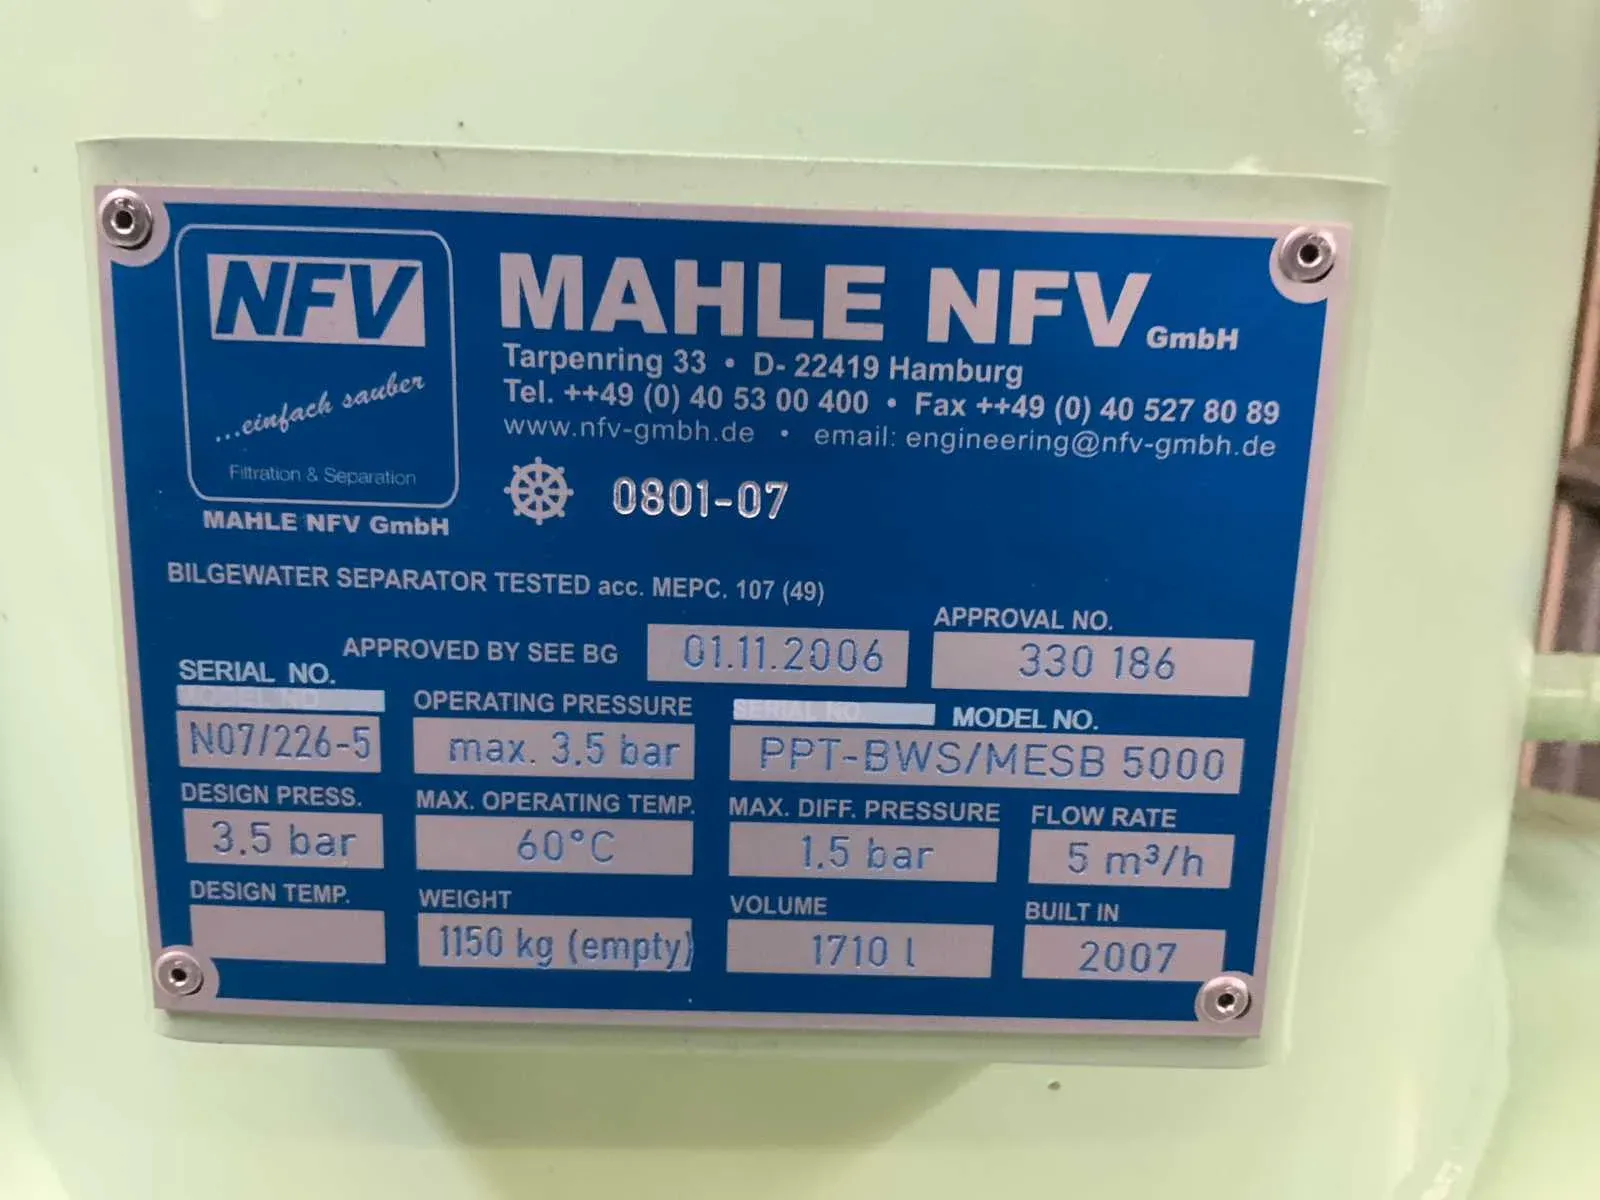 NFV
...einfach sauber
Filtration & Separation
MAHLE NFV GmbH
MAHLE NFV GmbH
Tarpenring 33 • D- 22419 Hamburg
Tel. ++49 (0) 40 53 00 400 • Fax ++49 (0) 40 527 80 89
www.nfv-gmbh.de • email: engineering@nfv-gmbh.de
0801-07
BILGEWATER SEPARATOR TESTED acc. MEPC. 107 (49)
APPROVED BY SEE BG 01.11.2006
APPROVAL NO.
330 186
SERIAL NO.
MODEL NO.
N07/226-5
OPERATING PRESSURE
max. 3.5 bar
SERIAL NO.
MODEL NO.
PPT-BWS/MESB 5000
DESIGN PRESS.
3.5 bar
MAX. OPERATING TEMP.
60°C
MAX. DIFF. PRESSURE
1.5 bar
FLOW RATE
5 m³/h
DESIGN TEMP.
WEIGHT
1150 kg (empty)
VOLUME
1710 l
BUILT IN
2007